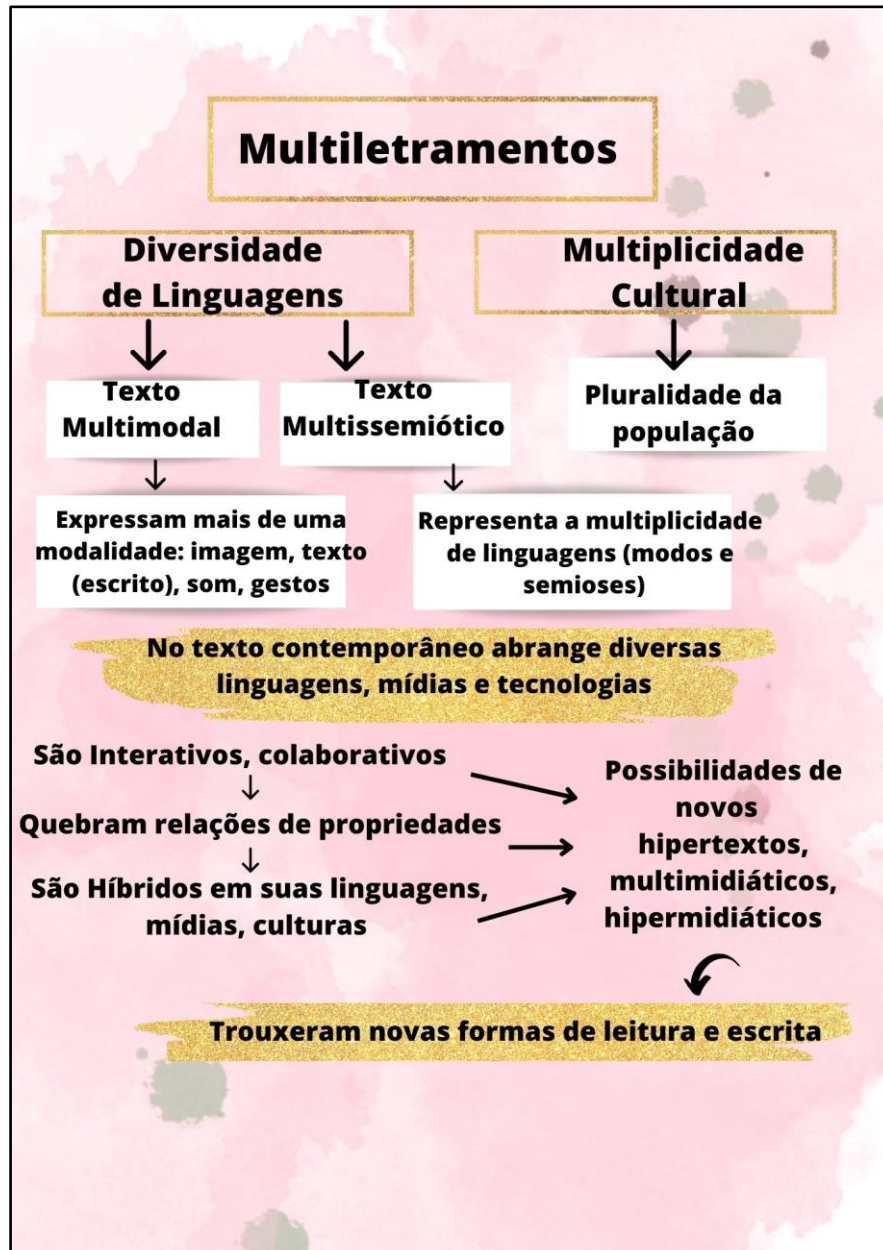 Multiletramentos
Diversidade
de Linguagens
Multiplicidade
Cultural
Texto
Multimodal
Texto
Multissemiótico
Pluralidade da
população
Expressam mais de uma
modalidade: imagem, texto
(escrito), som, gestos
Representa a multiplicidade
de linguagens (modos e
semioses)
No texto contemporâneo abrange diversas
linguagens, mídias e tecnologias
São Interativos, colaborativos
Quebram relações de propriedades
São Híbridos em suas linguagens,
mídias, culturas
Possibilidades de
novos
hipertextos,
multimidiáticos,
hipermidiáticos
Trouxeram novas formas de leitura e escrita